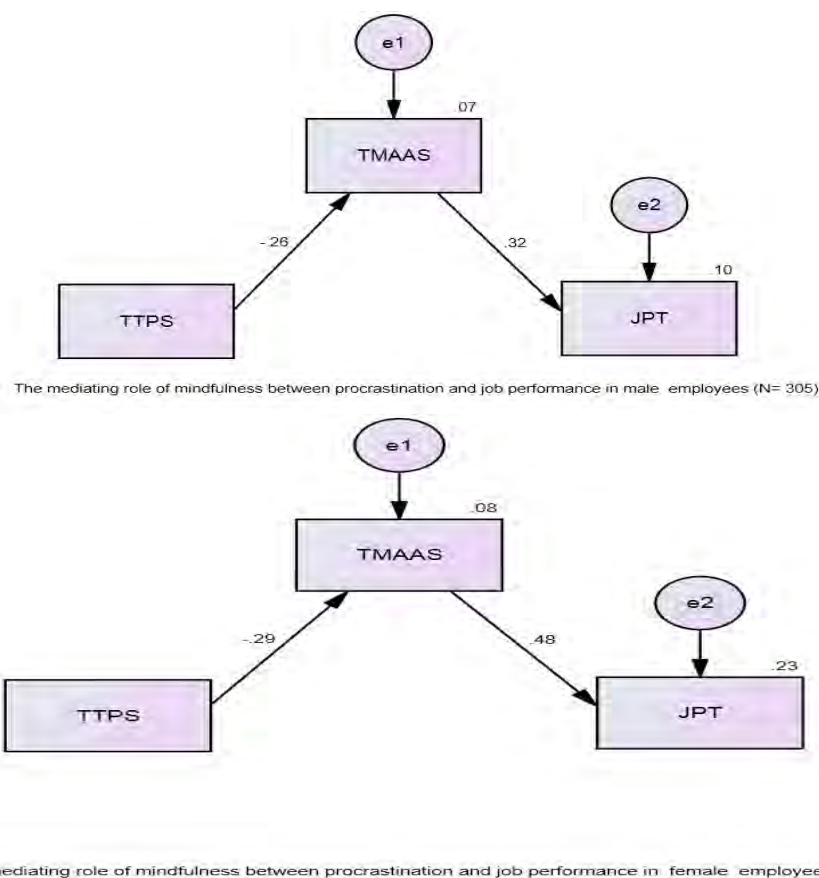 e1
.07
TMAAS
e2
-.26
.32
.10
TTPS
JPT
The mediating role of mindfulness between procrastination and job performance in male employees (N= 305)
e1
.08
TMAAS
e2
-.29
.48
.23
TTPS
JPT
role of mindfulness between procrastination and job performance in female